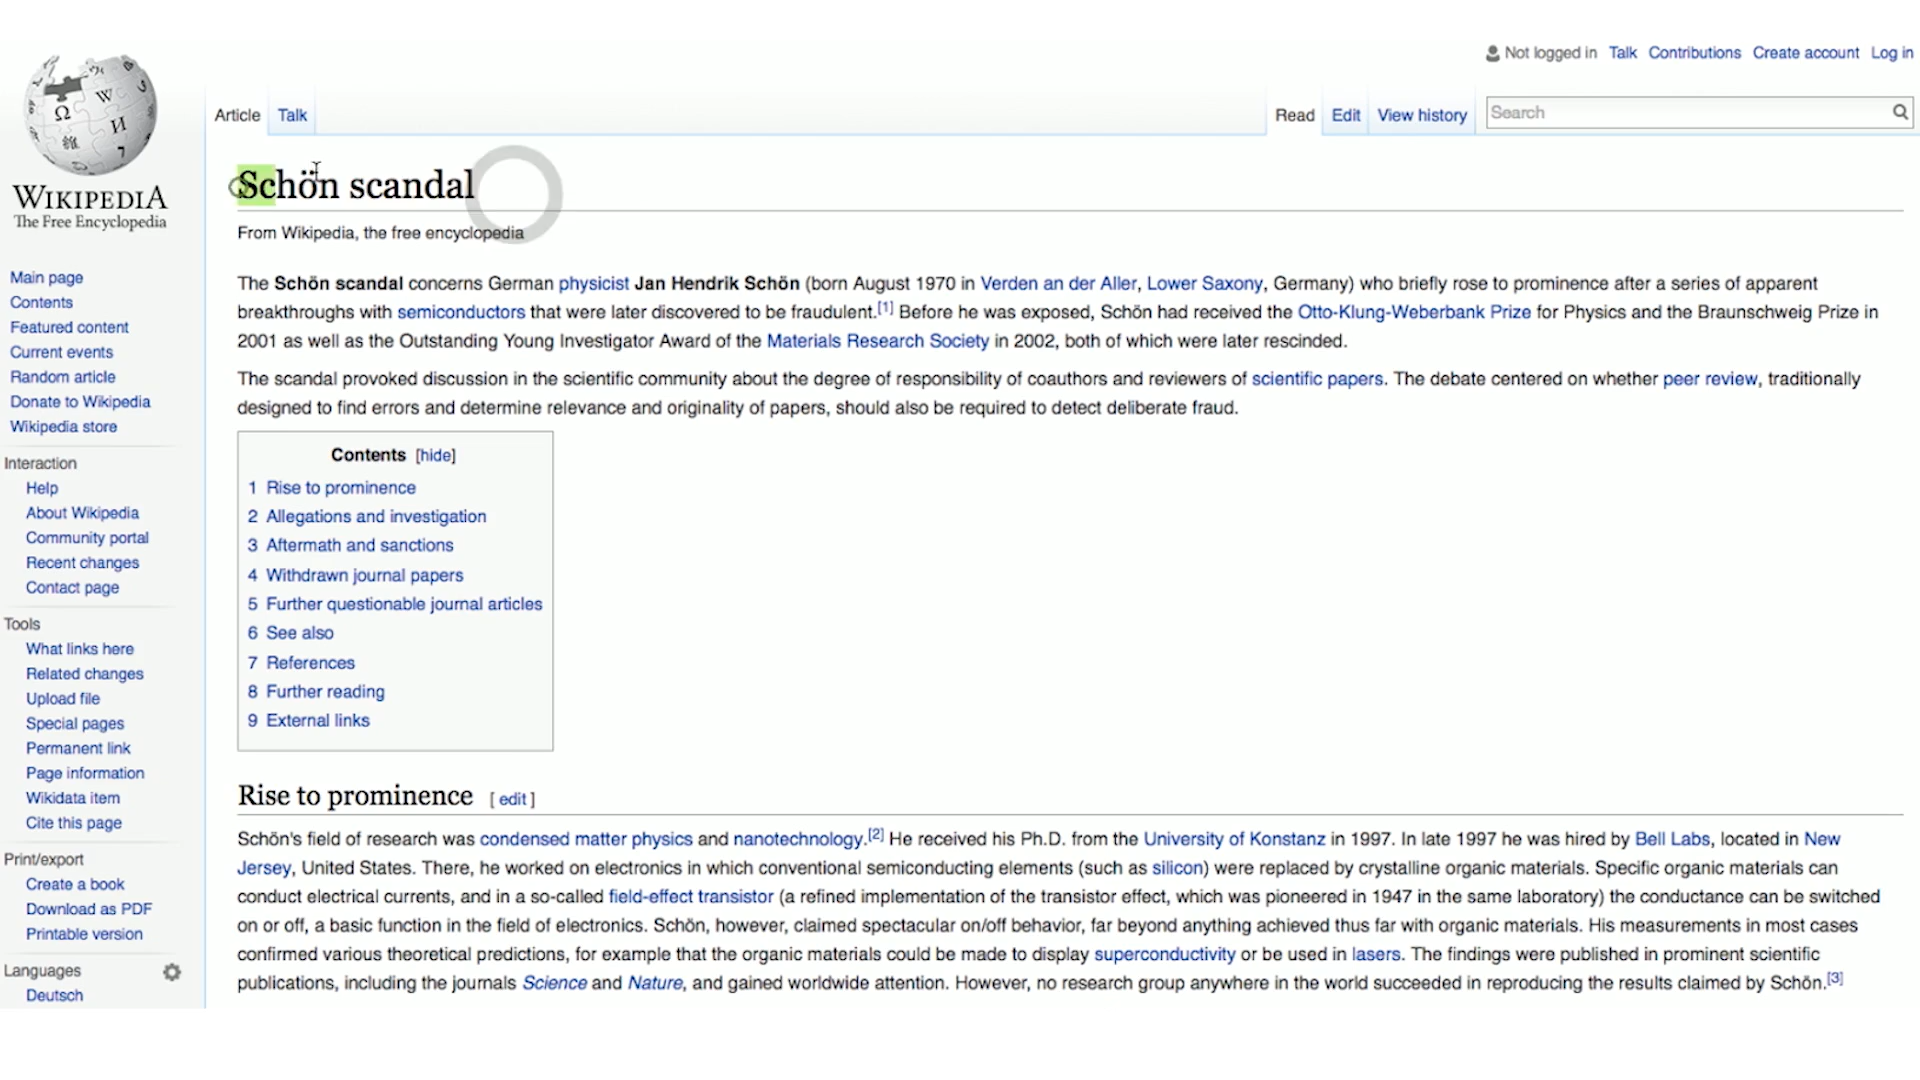 Not logged in Talk Contributions Create account Log in
Article Talk Read Edit View history Search
WIKIPEDIA
The Free Encyclopedia
Main page
Contents
Featured content
Current events
Random article
Donate to Wikipedia
Wikipedia store
Interaction
Help
About Wikipedia
Community portal
Recent changes
Contact page
Tools
What links here
Related changes
Upload file
Special pages
Permanent link
Page information
Wikidata item
Cite this page
Print/export
Create a book
Download as PDF
Printable version
Languages
Deutsch
Schön scandal
From Wikipedia, the free encyclopedia
The Schön scandal concerns German physicist Jan Hendrik Schön (born August 1970 in Verden an der Aller, Lower Saxony, Germany) who briefly rose to prominence after a series of apparent
breakthroughs with semiconductors that were later discovered to be fraudulent.[1] Before he was exposed, Schön had received the Otto-Klung-Weberbank Prize for Physics and the Braunschweig Prize in
2001 as well as the Outstanding Young Investigator Award of the Materials Research Society in 2002, both of which were later rescinded.
The scandal provoked discussion in the scientific community about the degree of responsibility of coauthors and reviewers of scientific papers. The debate centered on whether peer review, traditionally
designed to find errors and determine relevance and originality of papers, should also be required to detect deliberate fraud.
Contents [hide]
1 Rise to prominence
2 Allegations and investigation
3 Aftermath and sanctions
4 Withdrawn journal papers
5 Further questionable journal articles
6 See also
7 References
8 Further reading
9 External links
Rise to prominence [ edit ]
Schön's field of research was condensed matter physics and nanotechnology.[2] He received his Ph.D. from the University of Konstanz in 1997. In late 1997 he was hired by Bell Labs, located in New
Jersey, United States. There, he worked on electronics in which conventional semiconducting elements (such as silicon) were replaced by crystalline organic materials. Specific organic materials can
conduct electrical currents, and in a so-called field-effect transistor (a refined implementation of the transistor effect, which was pioneered in 1947 in the same laboratory) the conductance can be switched
on or off, a basic function in the field of electronics. Schön, however, claimed spectacular on/off behavior, far beyond anything achieved thus far with organic materials. His measurements in most cases
confirmed various theoretical predictions, for example that the organic materials could be made to display superconductivity or be used in lasers. The findings were published in prominent scientific
publications, including the journals Science and Nature, and gained worldwide attention. However, no research group anywhere in the world succeeded in reproducing the results claimed by Schön.[3]